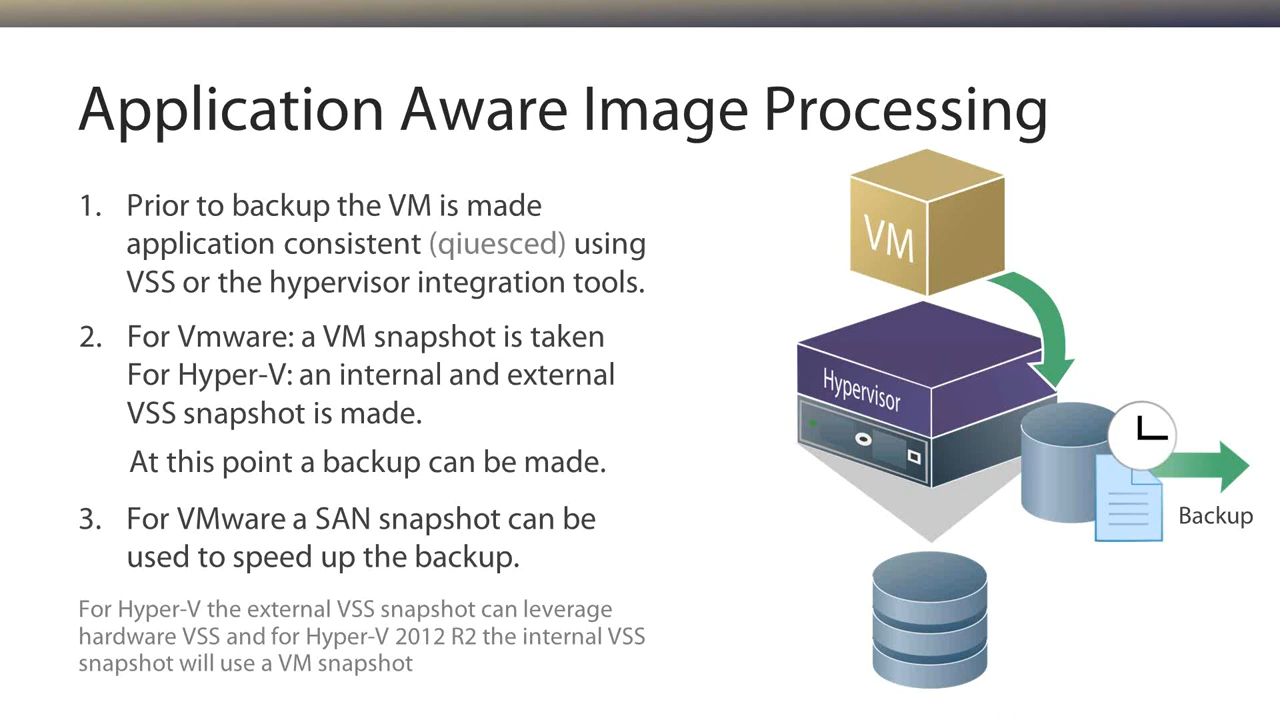 Application Aware Image Processing
1. Prior to backup the VM is made
application consistent (qiuesced) using
VSS or the hypervisor integration tools.
2. For Vmware: a VM snapshot is taken
For Hyper-V: an internal and external
VSS snapshot is made.
At this point a backup can be made.
3. For VMware a SAN snapshot can be
used to speed up the backup.
For Hyper-V the external VSS snapshot can leverage
hardware VSS and for Hyper-V 2012 R2 the internal VSS
snapshot will use a VM snapshot
VM
Hypervisor
Backup